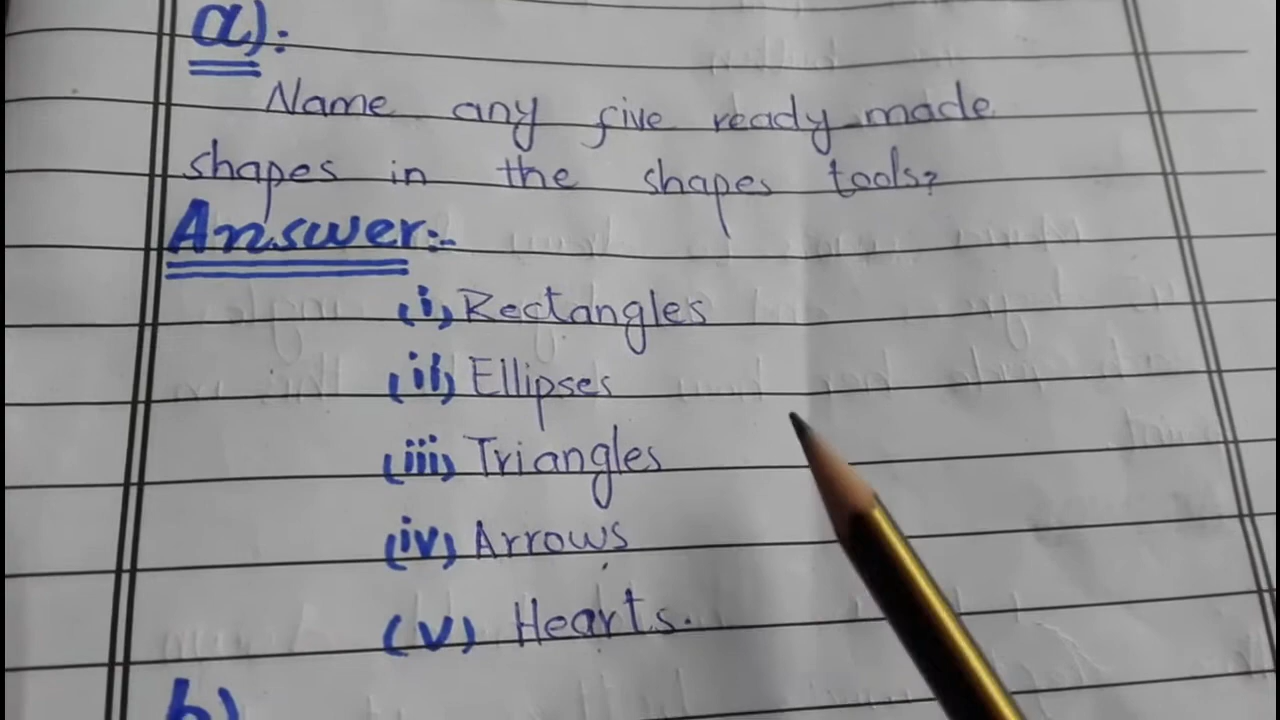 a):
Name any five ready made
shapes in the shapes tools?
Answer:-
(i) Rectangles
(ii) Ellipses
(iii) Triangles
(iv) Arrows
(v) Hearts.
b)